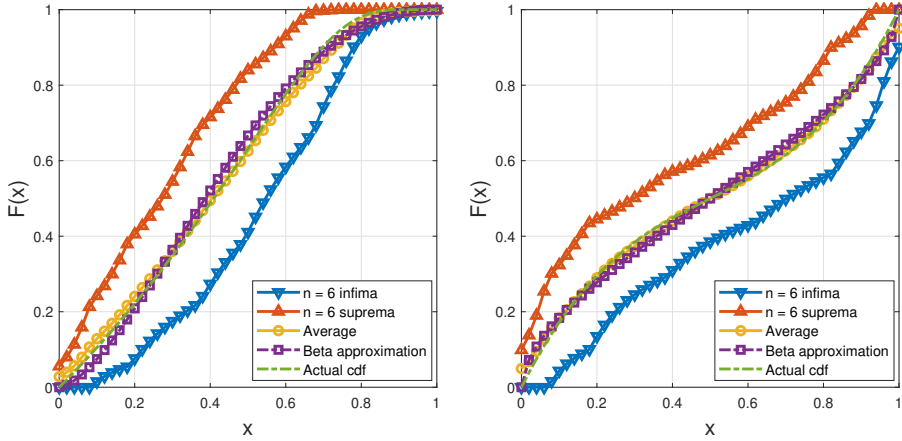 1
0.8
0.6
0.4
0.2
0
F(x)
0
0.2
0.4
0.6
0.8
1
x
n = 6 infima
n = 6 suprema
Average
Beta approximation
Actual cdf
1
0.8
0.6
0.4
0.2
0
F(x)
0.2
0.4
0.6
0.8
1
x
n = 6 infima
n = 6 suprema
Average
Beta approximation
Actual cdf